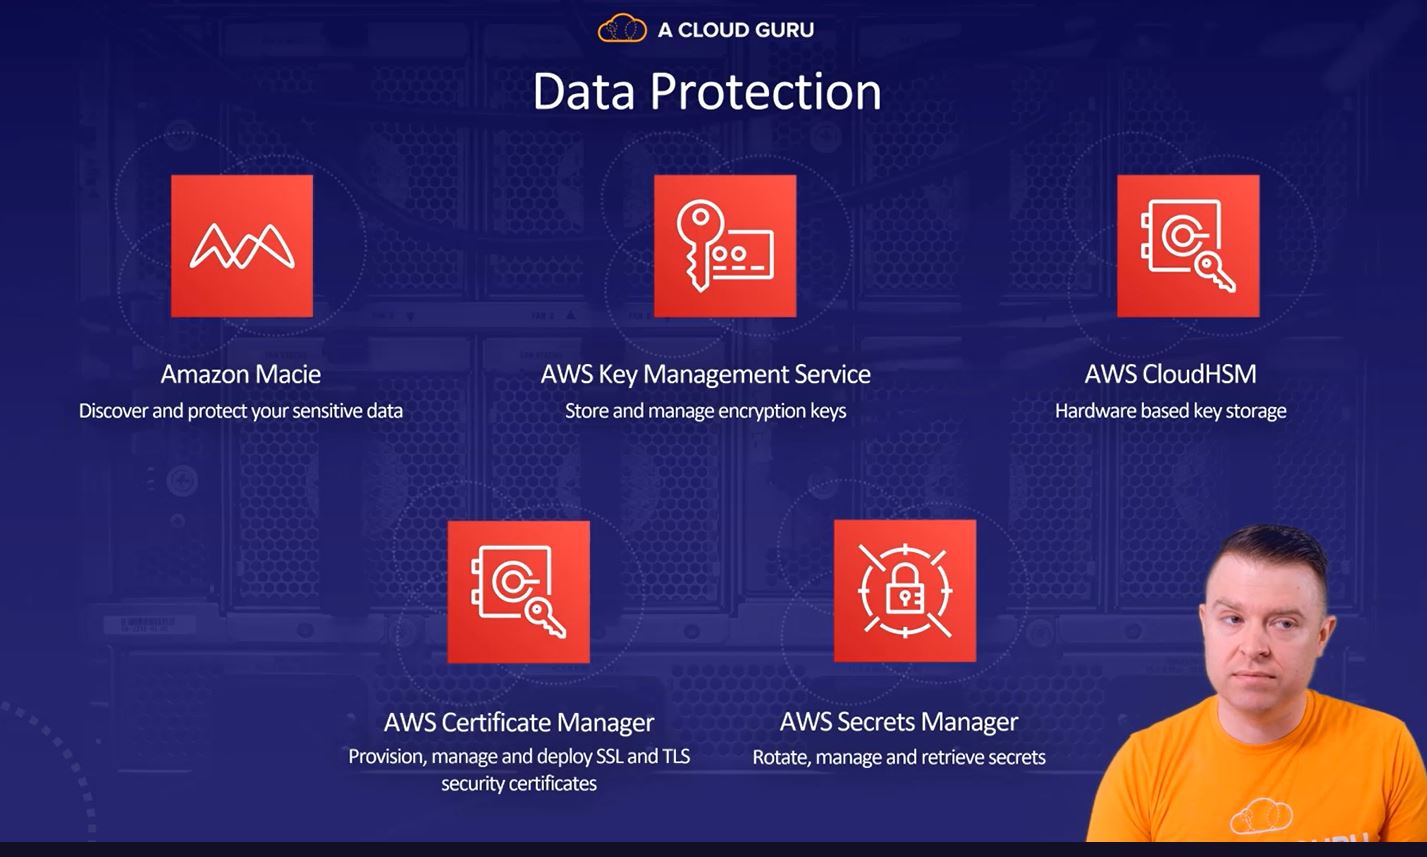 A CLOUD GURU
Data Protection
Amazon Macie
Discover and protect your sensitive data
AWS Key Management Service
Store and manage encryption keys
AWS CloudHSM
Hardware based key storage
AWS Certificate Manager
Provision, manage and deploy SSL and TLS
security certificates
AWS Secrets Manager
Rotate, manage and retrieve secrets